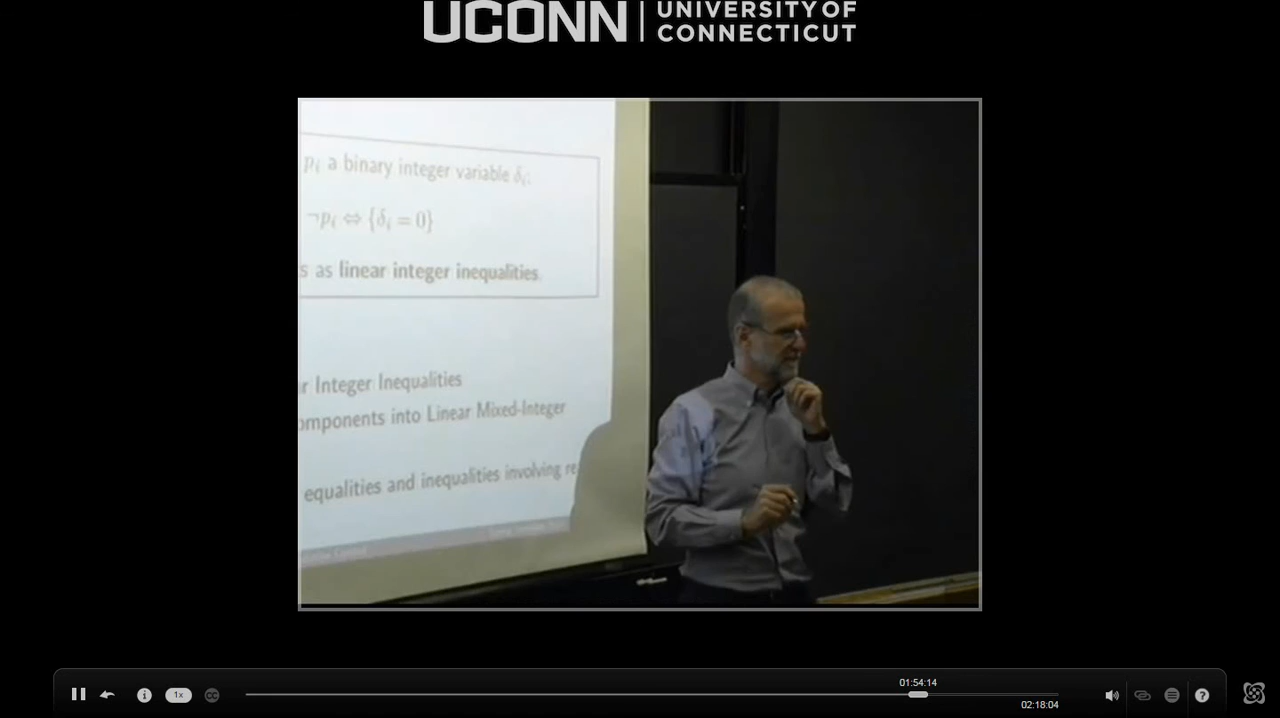 UCONN
UNIVERSITY OF
CONNECTICUT
pᵢ a binary integer variable δᵢ:
¬pᵢ ⇔ {δᵢ = 0}
s as linear integer inequalities.
r Integer Inequalities
omponents into Linear Mixed-Integer
equalities and inequalities involving re
1x
CC
01:54:14
02:18:04